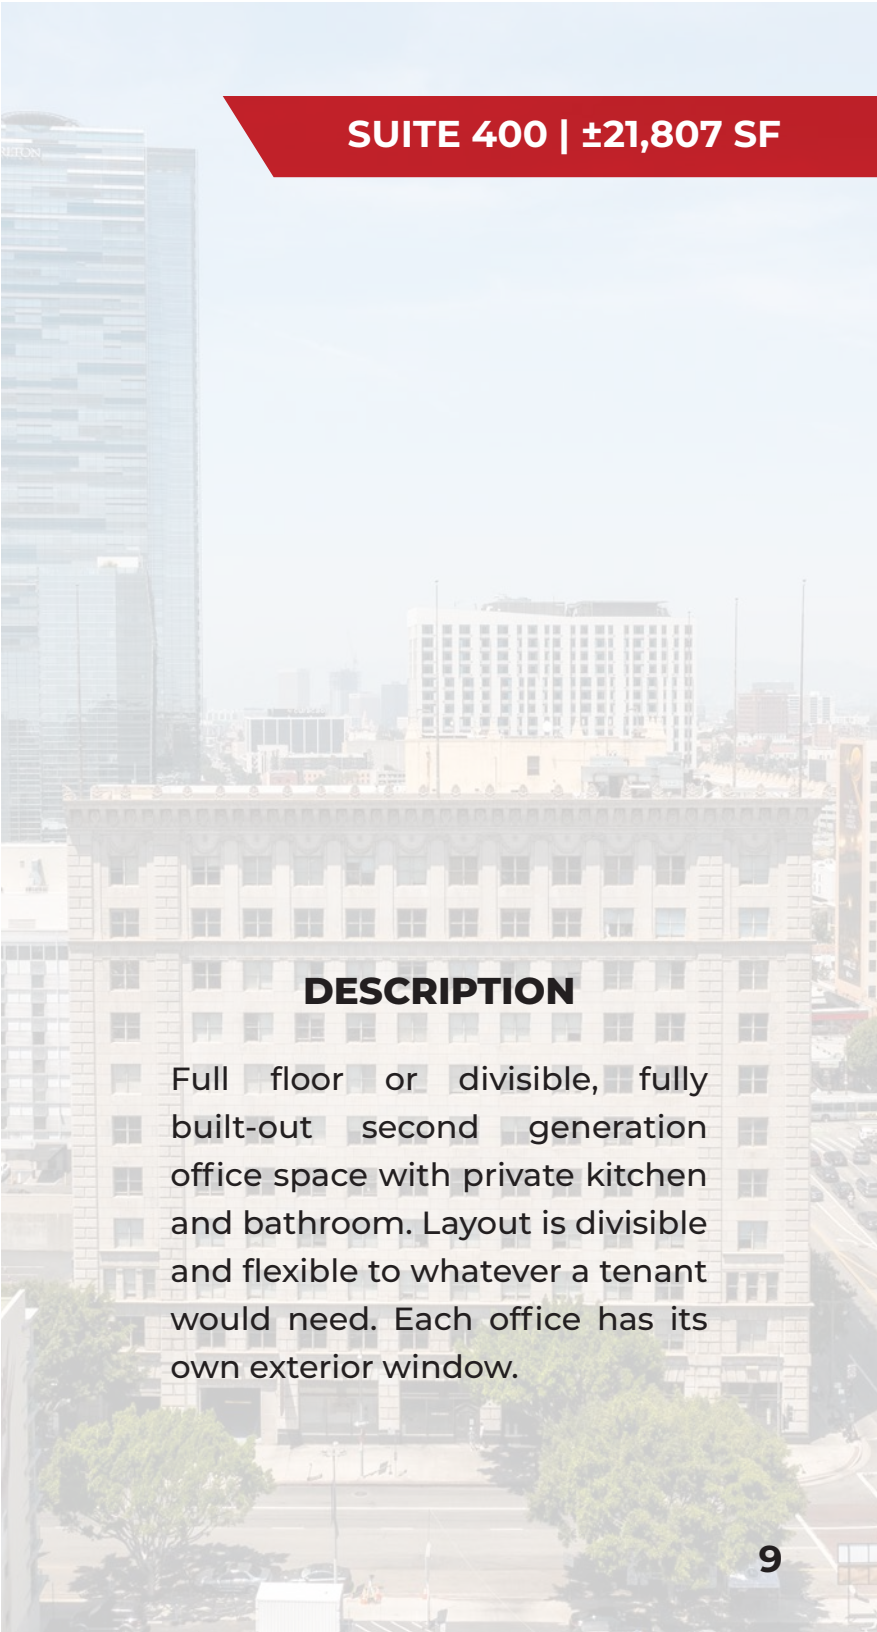 SUITE 400 | ±21,807 SF
DESCRIPTION
Full floor or divisible, fully
built-out second generation
office space with private kitchen
and bathroom. Layout is divisible
and flexible to whatever a tenant
would need. Each office has its
own exterior window.
9